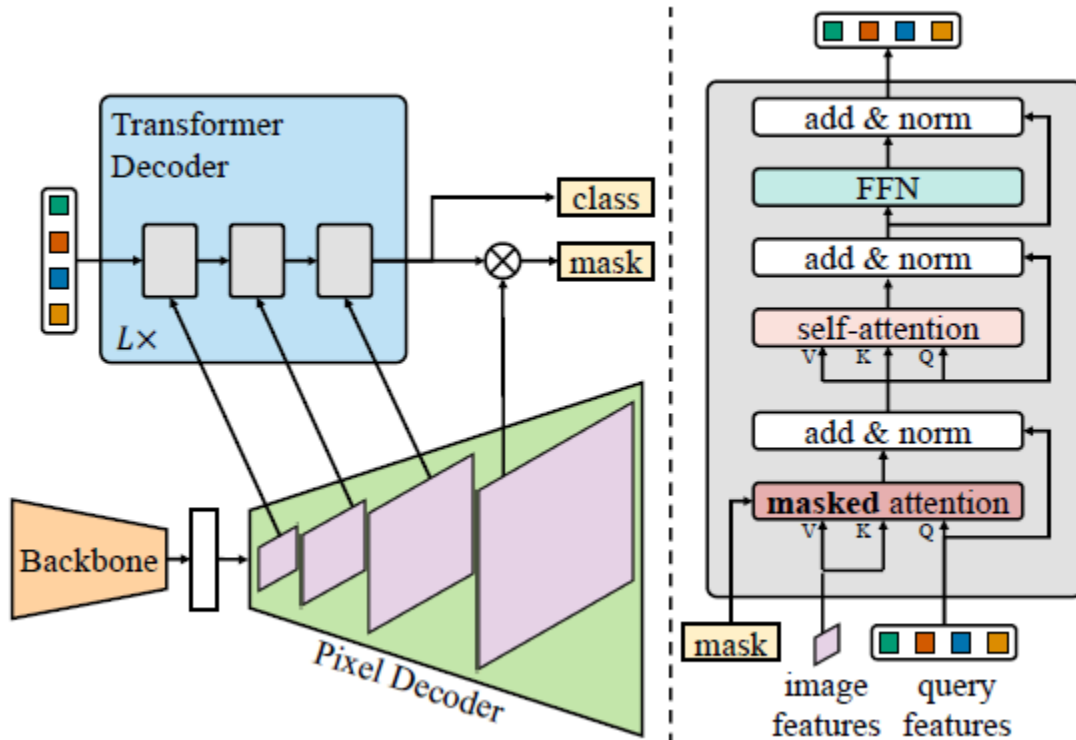 Transformer
Decoder
L×
class
mask
Backbone
Pixel Decoder
add & norm
FFN
add & norm
self-attention
V K Q
add & norm
masked attention
V K Q
mask
image
features
query
features